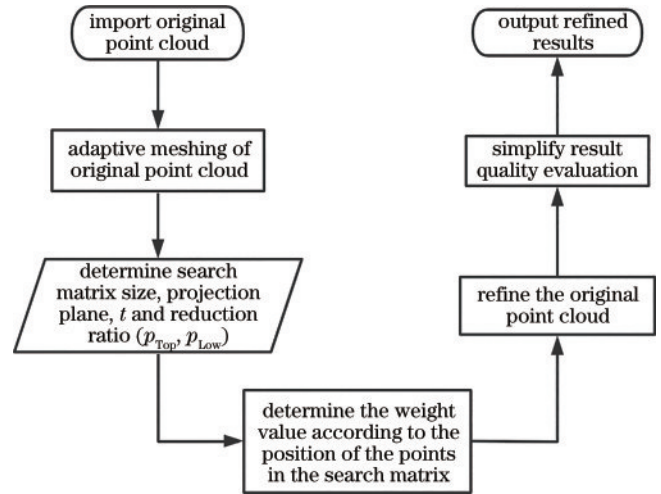 import original
point cloud
adaptive meshing of
original point cloud
determine search
matrix size, projection
plane, t and reduction
ratio (p_Top, p_Low)
determine the weight
value according to the
position of the points
in the search matrix
refine the original
point cloud
simplify result
quality evaluation
output refined
results